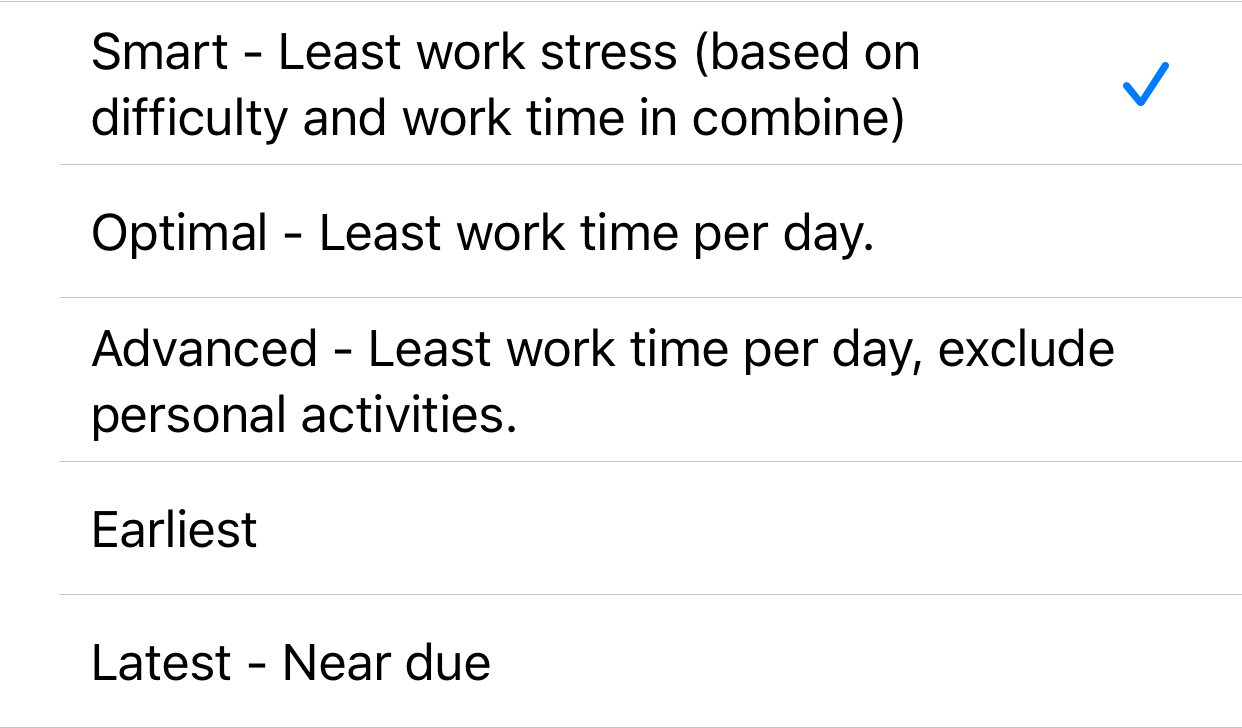 Smart - Least work stress (based on
difficulty and work time in combine)
Optimal - Least work time per day.
Advanced - Least work time per day, exclude
personal activities.
Earliest
Latest - Near due